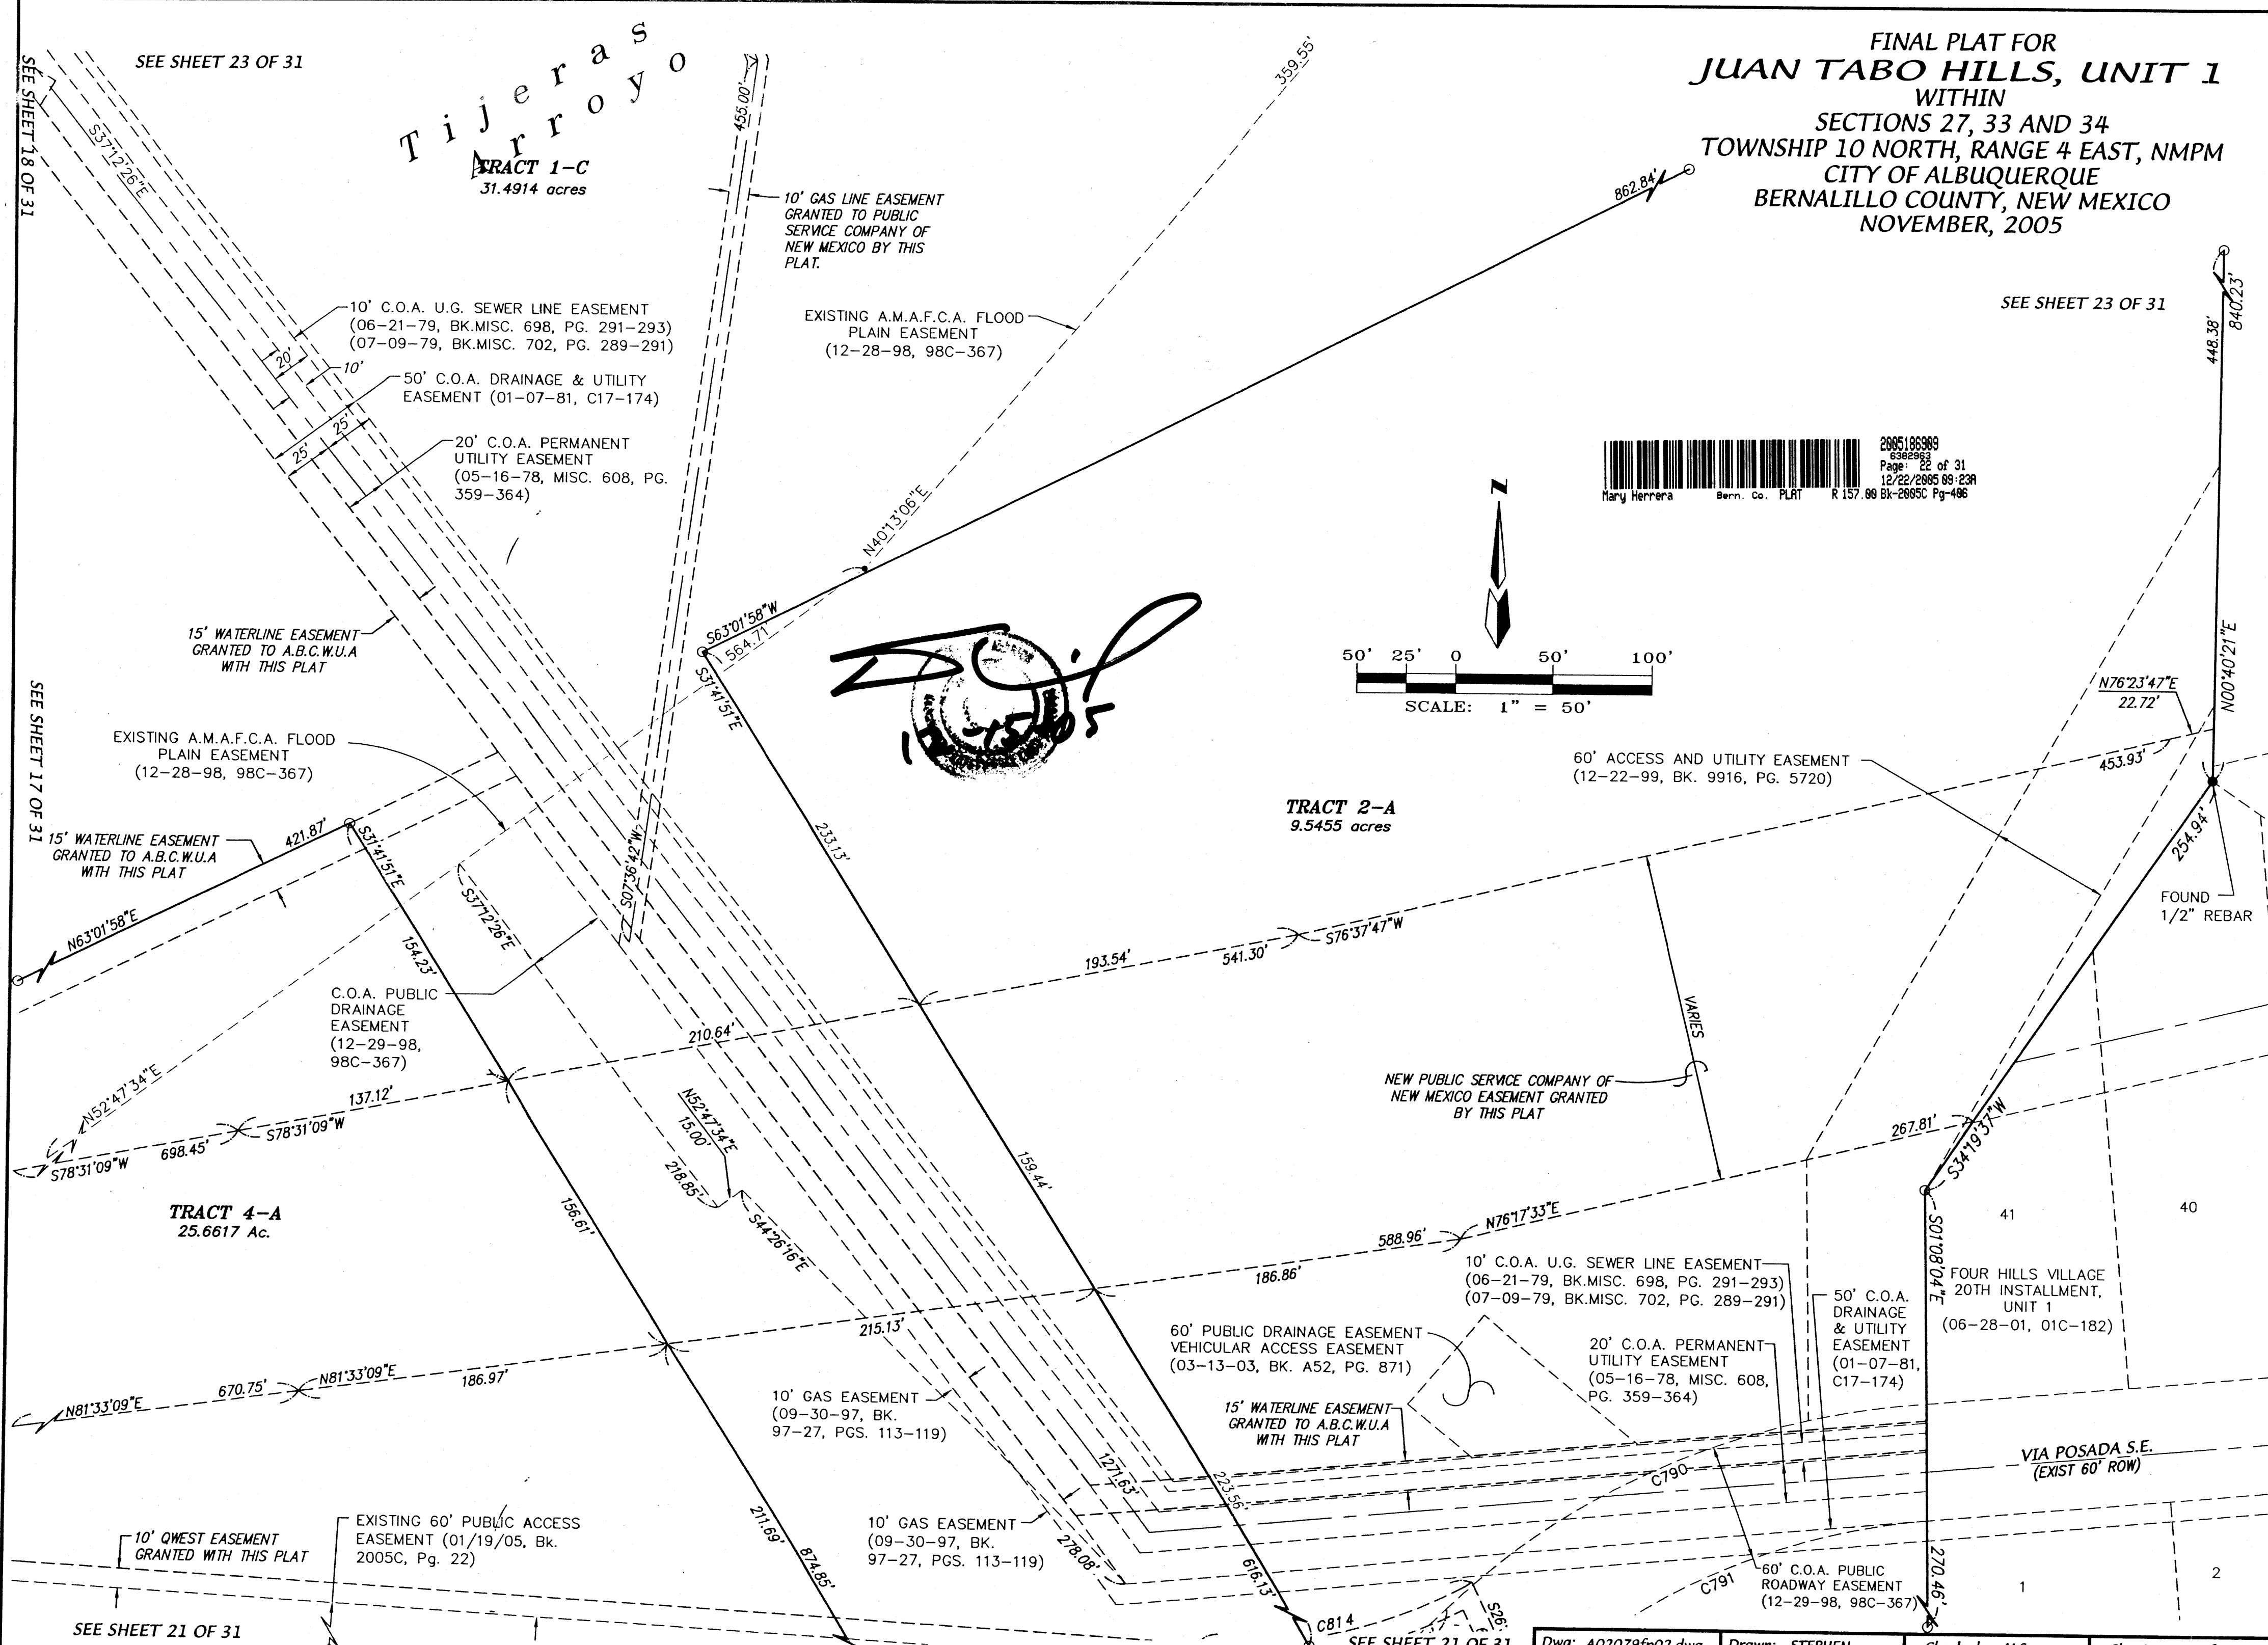 FINAL PLAT FOR
JUAN TABO HILLS, UNIT 1
WITHIN
SECTIONS 27, 33 AND 34
TOWNSHIP 10 NORTH, RANGE 4 EAST, NMPM
CITY OF ALBUQUERQUE
BERNALILLO COUNTY, NEW MEXICO
NOVEMBER, 2005
SEE SHEET 23 OF 31
SEE SHEET 18 OF 31
S37°12'26"E
Tijeras
Arroyo
TRACT 1-C
31.4914 acres
455.00'
359.55'
862.84'
10' GAS LINE EASEMENT
GRANTED TO PUBLIC
SERVICE COMPANY OF
NEW MEXICO BY THIS
PLAT.
10' C.O.A. U.G. SEWER LINE EASEMENT
(06-21-79, BK.MISC. 698, PG. 291-293)
(07-09-79, BK.MISC. 702, PG. 289-291)
20'
10'
50' C.O.A. DRAINAGE & UTILITY
EASEMENT (01-07-81, C17-174)
25'
25'
20' C.O.A. PERMANENT
UTILITY EASEMENT
(05-16-78, MISC. 608, PG.
359-364)
EXISTING A.M.A.F.C.A. FLOOD
PLAIN EASEMENT
(12-28-98, 98C-367)
SEE SHEET 23 OF 31
840.23'
448.38'
2005186909
6382963
Page: 22 of 31
12/22/2005 09:23A
Mary Herrera Bern. Co. PLAT R 157.00 Bk-2005C Pg-406
N40°13'06"E
N
50' 25' 0 50' 100'
SCALE: 1" = 50'
15' WATERLINE EASEMENT
GRANTED TO A.B.C.W.U.A
WITH THIS PLAT
S63°01'58"W
564.71'
S31°41'51"E
12-15-05
N00°40'21"E
N76°23'47"E
22.72'
SEE SHEET 17 OF 31
EXISTING A.M.A.F.C.A. FLOOD
PLAIN EASEMENT
(12-28-98, 98C-367)
60' ACCESS AND UTILITY EASEMENT
(12-22-99, BK. 9916, PG. 5720)
453.93'
TRACT 2-A
9.5455 acres
15' WATERLINE EASEMENT
GRANTED TO A.B.C.W.U.A
WITH THIS PLAT
421.87'
S31°41'51"E
S07°36'42"W
233.13'
254.94'
FOUND
1/2" REBAR
N63°01'58"E
154.23'
S37°12'26"E
193.54'
541.30'
S76°37'47"W
C.O.A. PUBLIC
DRAINAGE
EASEMENT
(12-29-98,
98C-367)
210.64'
VARIES
NEW PUBLIC SERVICE COMPANY OF
NEW MEXICO EASEMENT GRANTED
BY THIS PLAT
N52°47'34"E
137.12'
S78°31'09"W
698.45'
S78°31'09"W
N52°47'34"E
15.00'
218.85'
S44°26'16"E
159.44'
267.81'
S34°19'37"W
TRACT 4-A
25.6617 Ac.
156.61'
588.96'
N76°17'33"E
186.86'
S01°08'04"E
41
40
FOUR HILLS VILLAGE
20TH INSTALLMENT,
UNIT 1
(06-28-01, 01C-182)
10' C.O.A. U.G. SEWER LINE EASEMENT
(06-21-79, BK.MISC. 698, PG. 291-293)
(07-09-79, BK.MISC. 702, PG. 289-291)
50' C.O.A.
DRAINAGE
& UTILITY
EASEMENT
(01-07-81,
C17-174)
60' PUBLIC DRAINAGE EASEMENT
VEHICULAR ACCESS EASEMENT
(03-13-03, BK. A52, PG. 871)
20' C.O.A. PERMANENT
UTILITY EASEMENT
(05-16-78, MISC. 608,
PG. 359-364)
215.13'
N81°33'09"E
670.75'
N81°33'09"E
186.97'
10' GAS EASEMENT
(09-30-97, BK.
97-27, PGS. 113-119)
15' WATERLINE EASEMENT
GRANTED TO A.B.C.W.U.A
WITH THIS PLAT
1271.63'
223.56'
C790
VIA POSADA S.E.
(EXIST 60' ROW)
10' QWEST EASEMENT
GRANTED WITH THIS PLAT
EXISTING 60' PUBLIC ACCESS
EASEMENT (01/19/05, Bk.
2005C, Pg. 22)
211.69'
874.85'
10' GAS EASEMENT
(09-30-97, BK.
97-27, PGS. 113-119)
278.08'
616.13'
C791
60' C.O.A. PUBLIC
ROADWAY EASEMENT
(12-29-98, 98C-367)
270.46'
1
2
C814
S26°
SEE SHEET 21 OF 31
SEE SHEET 21 OF 31
Dwg: A02079fp02.dwg
Drawn: STEPHEN